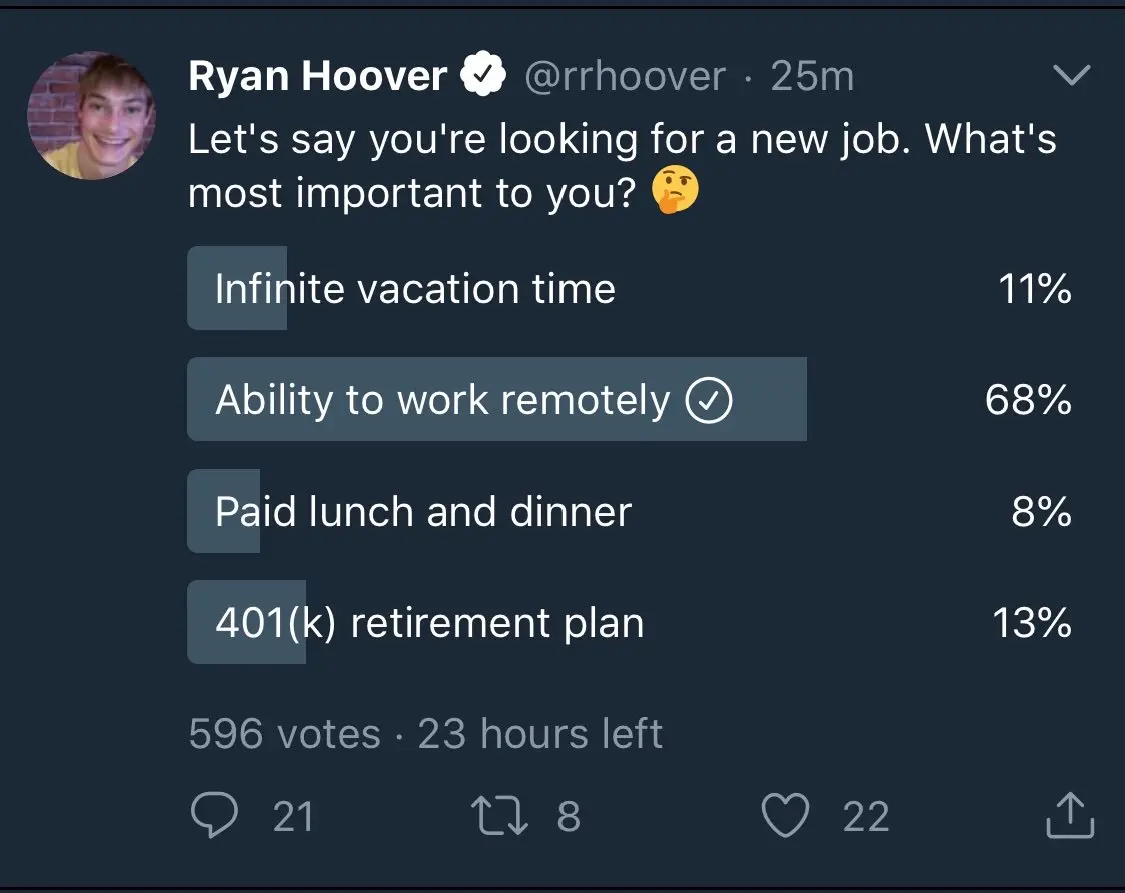 Ryan Hoover @rrhoover · 25m
Let's say you're looking for a new job. What's
most important to you? 🤔
Infinite vacation time 11%
Ability to work remotely 68%
Paid lunch and dinner 8%
401(k) retirement plan 13%
596 votes · 23 hours left
21 8 22